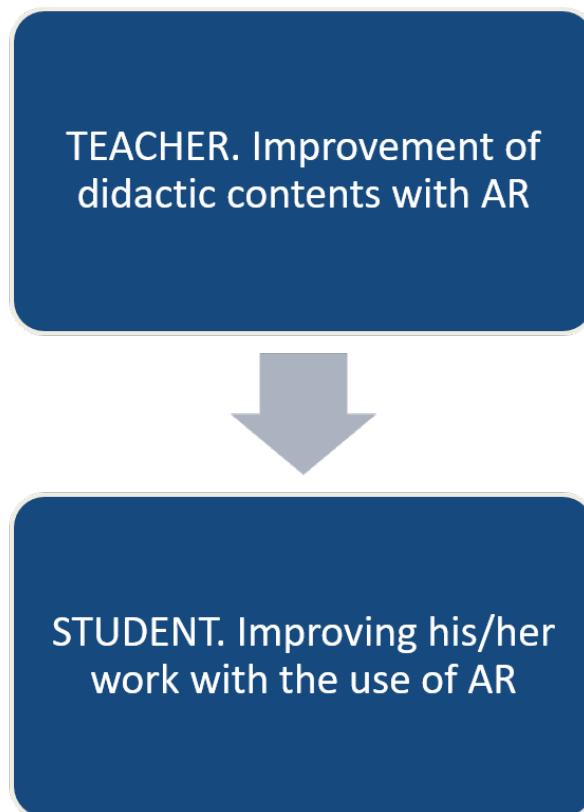 TEACHER. Improvement of
didactic contents with AR
STUDENT. Improving his/her
work with the use of AR